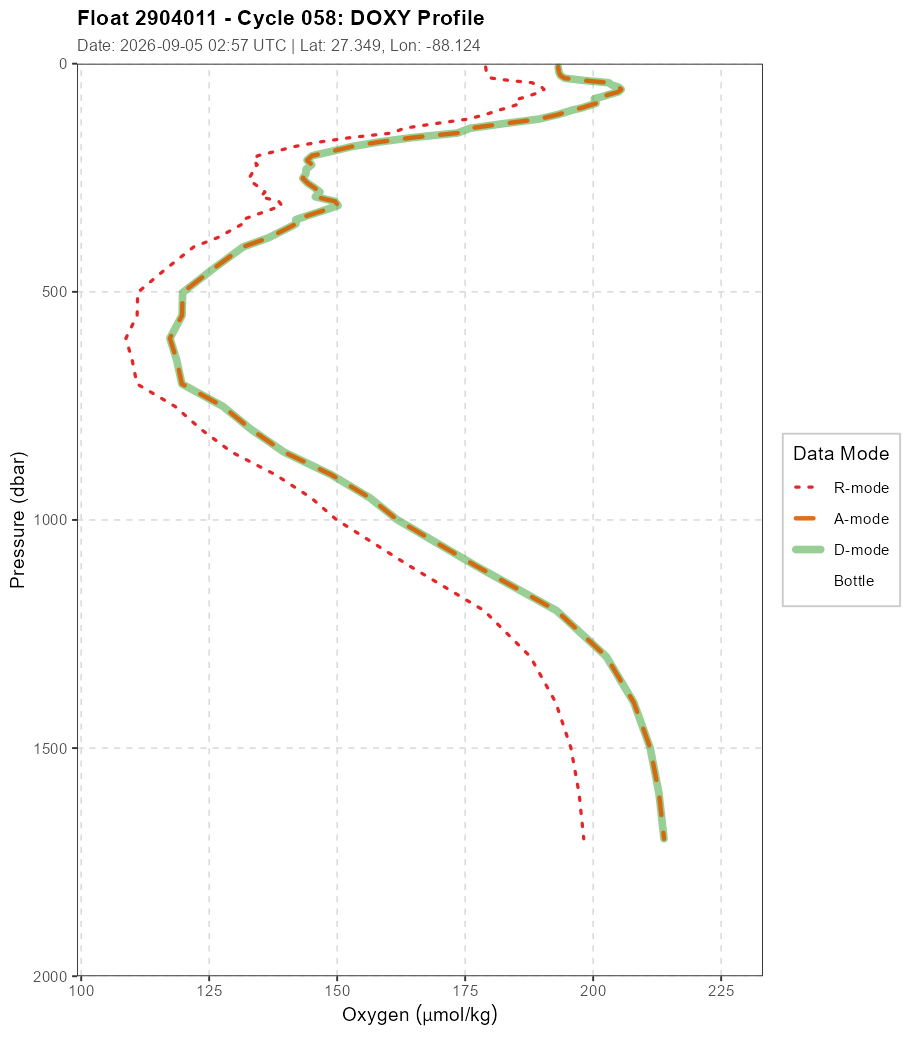 Float 2904011 - Cycle 058: DOXY Profile
Date: 2026-09-05 02:57 UTC | Lat: 27.349, Lon: -88.124
0
500
1000
1500
2000
Pressure (dbar)
100
125
150
175
200
225
Oxygen (μmol/kg)
Data Mode
R-mode
A-mode
D-mode
Bottle